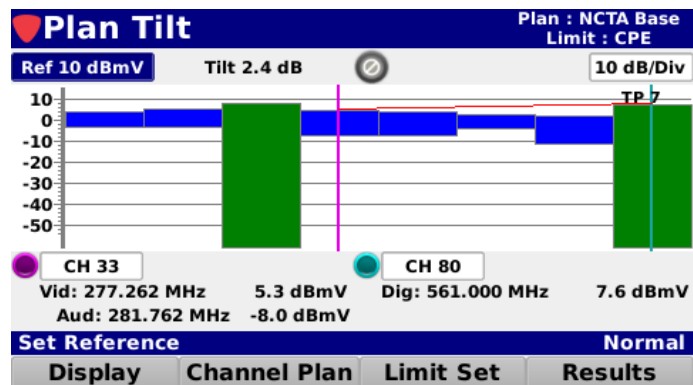 Plan Tilt
Plan : NCTA Base
Limit : CPE
Ref 10 dBmV Tilt 2.4 dB 10 dB/Div
TP 7
10
0
-10
-20
-30
-40
-50
CH 33 CH 80
Vid: 277.262 MHz 5.3 dBmV Dig: 561.000 MHz 7.6 dBmV
Aud: 281.762 MHz -8.0 dBmV
Set Reference Normal
Display Channel Plan Limit Set Results